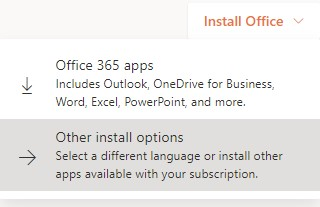 Install Office
Office 365 apps
Includes Outlook, OneDrive for Business,
Word, Excel, PowerPoint, and more.
Other install options
Select a different language or install other
apps available with your subscription.